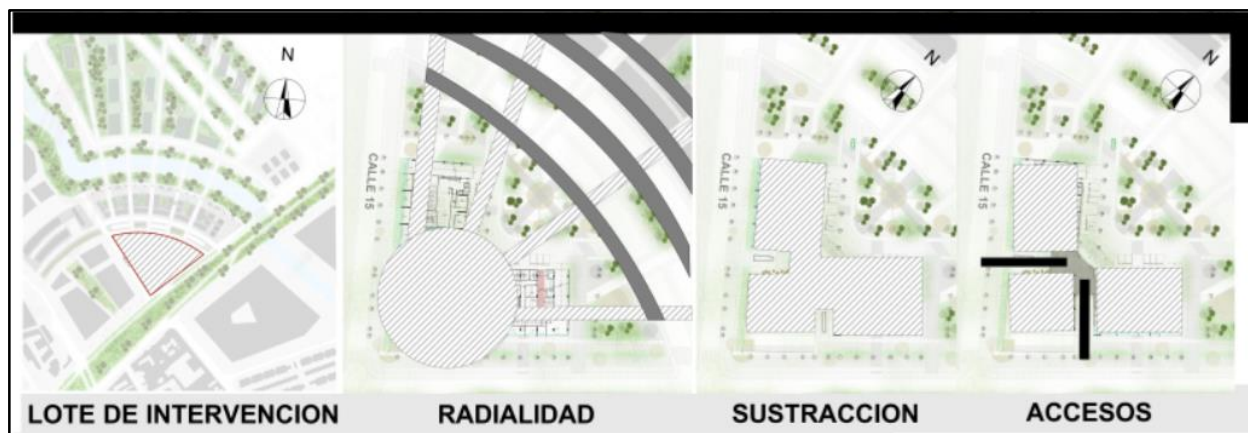 N
N
N
CALLE 15
CALLE 15
CALLE 15
LOTE DE INTERVENCION
RADIALIDAD
SUSTRACCION
ACCESOS